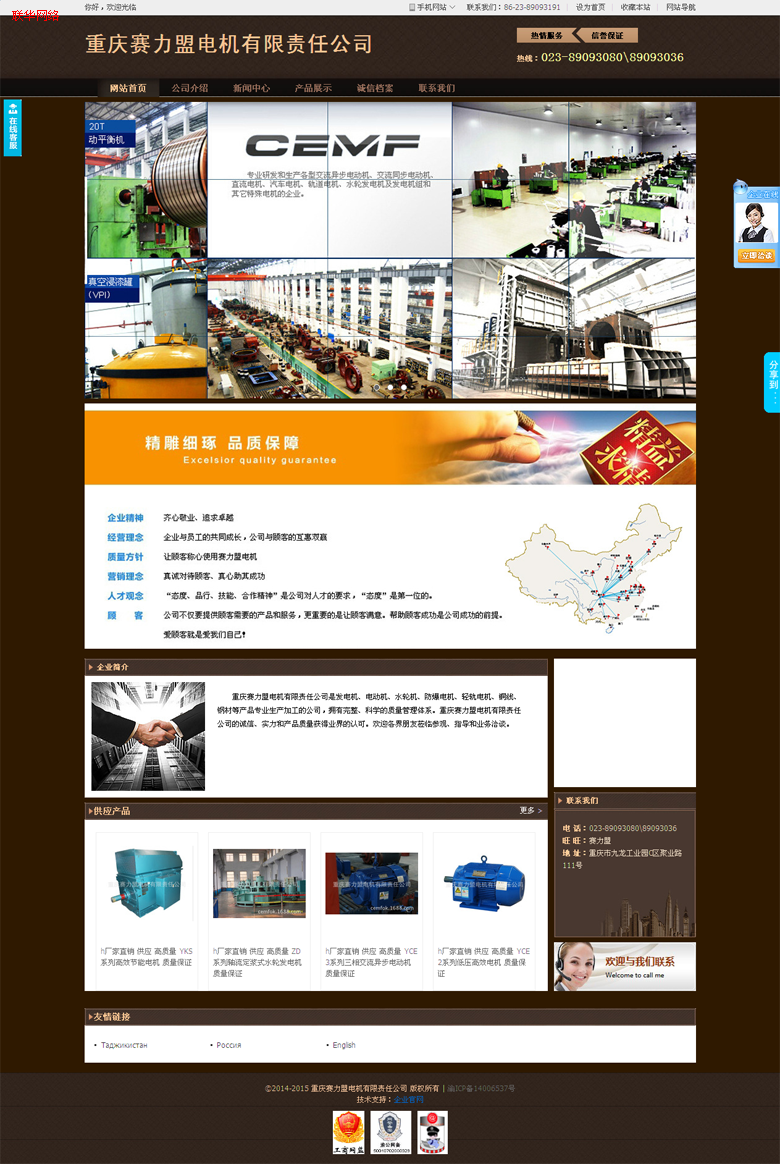 联华网络
你好，欢迎光临
手机网站
联系我们：86-23-89093191
设为首页
收藏本站
网站导航
重庆赛力盟电机有限责任公司
热情服务
信誉保证
热线：023-89093080\89093036
网站首页
公司介绍
新闻中心
产品展示
诚信档案
联系我们
在线客服
20T
动平衡机
CEMF
专业研发和生产各型交流异步电动机、交流同步电动机、
直流电机、汽车电机、轨道电机、水轮发电机及发电机组和
其它特殊电机的企业。
真空浸漆罐
(VPI)
企业在线
立即洽谈
分享到
精雕细琢 品质保障
Excelsior quality guarantee
精益
求精
企业精神 齐心敬业、追求卓越
经营理念 企业与员工的共同成长，公司与顾客的互惠双赢
质量方针 让顾客称心使用赛力盟电机
营销理念 真诚对待顾客、真心助其成功
人才观念 “态度、品行、技能、合作精神”是公司对人才的要求，“态度”是第一位的。
顾 客 公司不仅要提供顾客需要的产品和服务，更重要的是让顾客满意。帮助顾客成功是公司成功的前提。
爱顾客就是爱我们自己！
企业简介
重庆赛力盟电机有限责任公司是发电机、电动机、水轮机、防爆电机、轻轨电机、铜线、
钢材等产品专业生产加工的公司，拥有完整、科学的质量管理体系。重庆赛力盟电机有限责任
公司的诚信、实力和产品质量获得业界的认可。欢迎各界朋友莅临参观、指导和业务洽谈。
供应产品
更多 >
h厂家直销 供应 高质量 YKS
系列高效节能电机 质量保证
h厂家直销 供应 高质量 ZD
系列轴流定桨式水轮发电机
质量保证
h厂家直销 供应 高质量 YCE
3系列三相交流异步电动机
质量保证
h厂家直销 供应 高质量 YCE
2系列低压高效电机 质量保
证
联系我们
电 话：023-89093080\89093036
旺 旺：赛力盟
地 址：重庆市九龙工业园C区聚业路
111号
欢迎与我们联系
Welcome to call me
友情链接
Таджикистан
Россия
English
©2014-2015 重庆赛力盟电机有限责任公司 版权所有 | 渝ICP备14006537号
技术支持：企业官网
工商网监